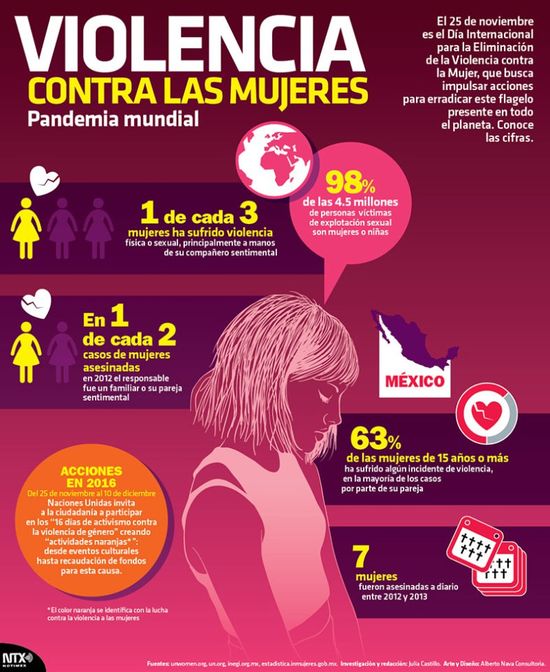 VIOLENCIA
CONTRA LAS MUJERES
Pandemia mundial
El 25 de noviembre
es el Día Internacional
para la Eliminación
de la Violencia contra
la Mujer, que busca
impulsar acciones
para erradicar este flagelo
presente en todo
el planeta. Conoce
las cifras.
98%
de las 4.5 millones
de personas víctimas
de explotación sexual
son mujeres o niñas
1 de cada 3
mujeres ha sufrido violencia
física o sexual, principalmente a manos
de su compañero sentimental
En 1
de cada 2
casos de mujeres
asesinadas
en 2012 el responsable
fue un familiar o su pareja
sentimental
MÉXICO
63%
de las mujeres de 15 años o más
ha sufrido algún incidente de violencia,
en la mayoría de los casos
por parte de su pareja
ACCIONES
EN 2016
Del 25 de noviembre al 10 de diciembre
Naciones Unidas invita
a la ciudadanía a participar
en los "16 días de activismo contra
la violencia de género" creando
"actividades naranjas*":
desde eventos culturales
hasta recaudación de fondos
para esta causa.
7
mujeres
fueron asesinadas a diario
entre 2012 y 2013
*El color naranja se identifica con la lucha
contra la violencia a las mujeres
NTX
NOTIMEX
Fuentes: unwomen.org, un.org, inegi.org.mx, estadistica.inmujeres.gob.mx. Investigación y redacción: Julia Castillo. Arte y Diseño: Alberto Nava Consultoría.